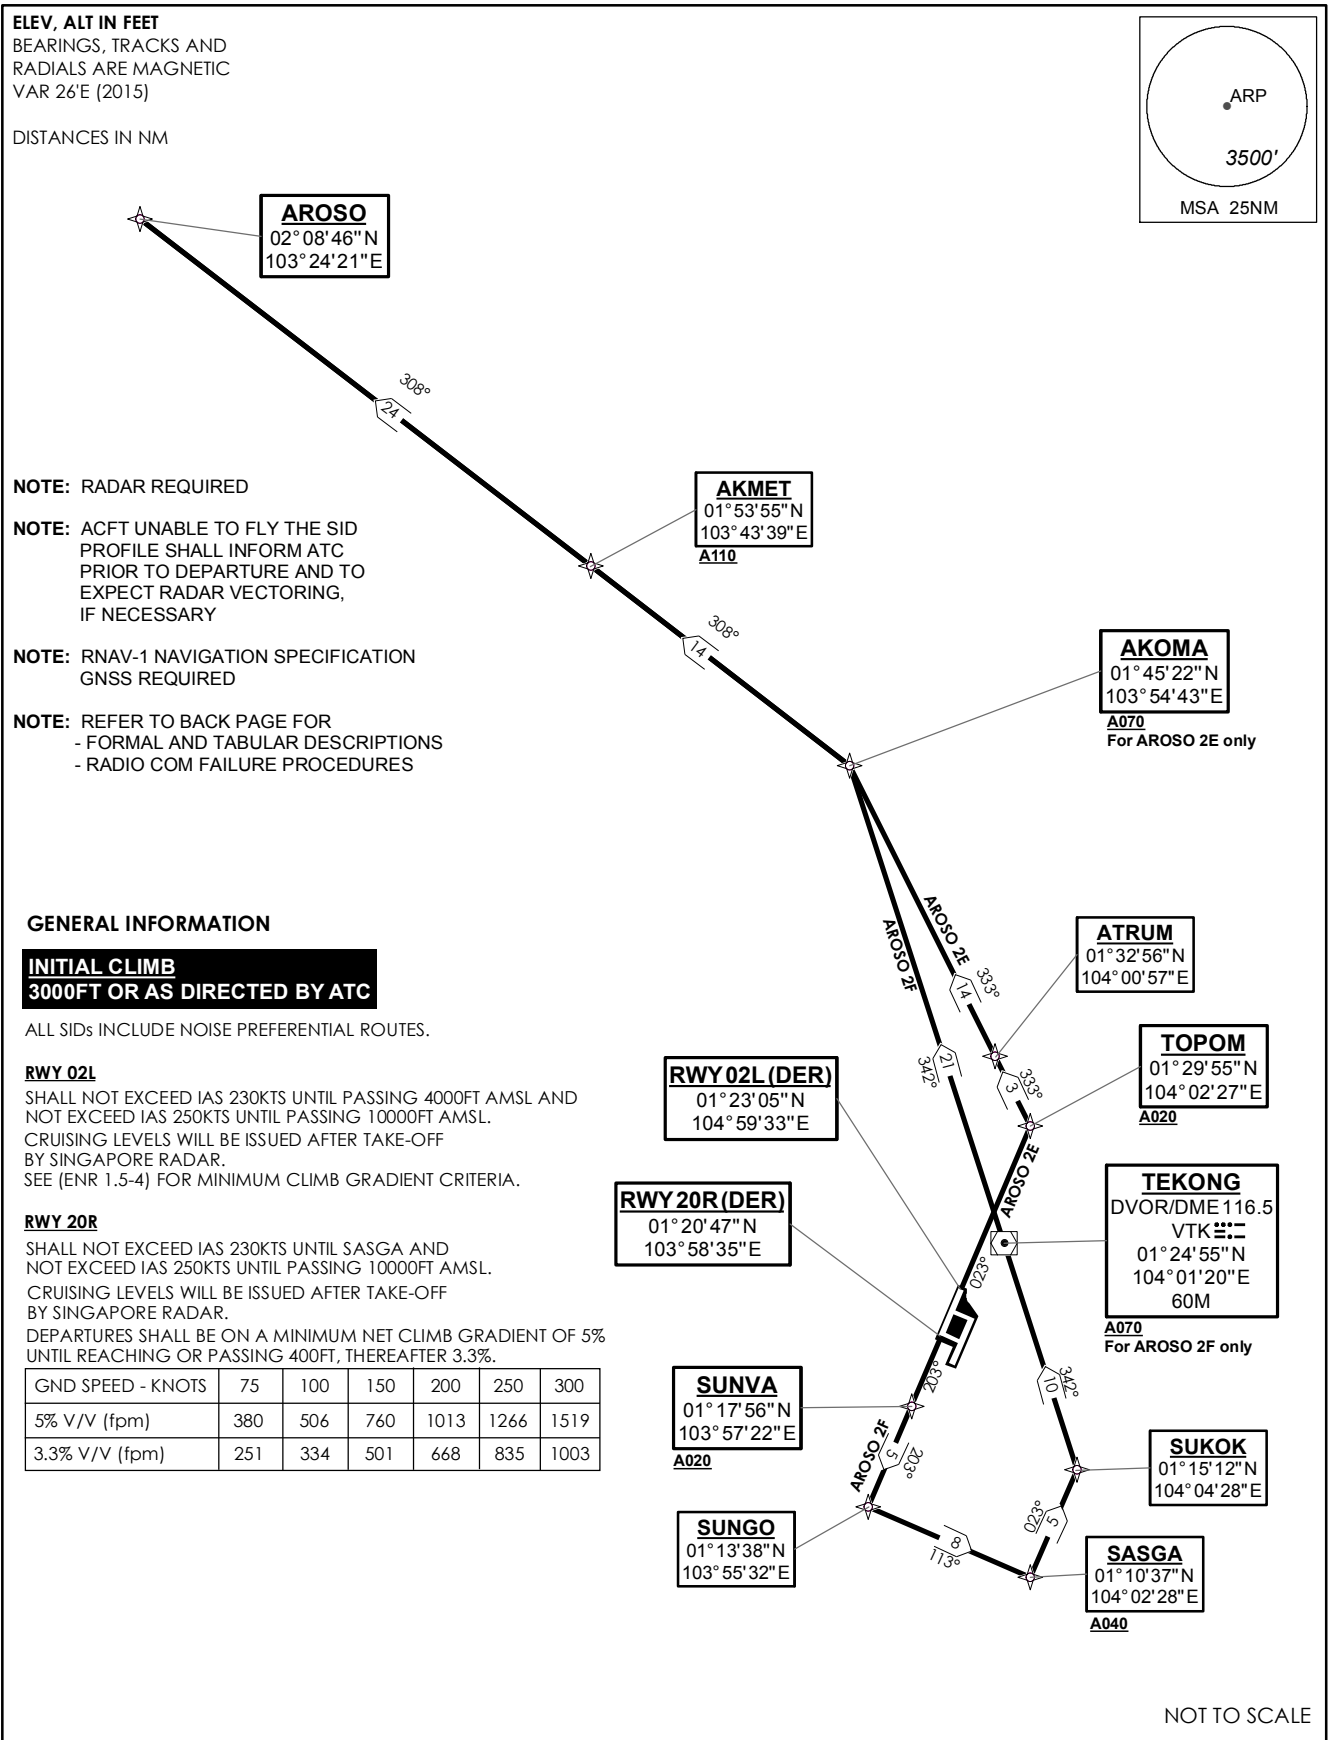 ELEV, ALT IN FEET
BEARINGS, TRACKS AND
RADIALS ARE MAGNETIC
VAR 26'E (2015)
DISTANCES IN NM
ARP
3500'
MSA 25NM
AROSO
02°08'46"N
103°24'21"E
308°
24
NOTE: RADAR REQUIRED
NOTE: ACFT UNABLE TO FLY THE SID
PROFILE SHALL INFORM ATC
PRIOR TO DEPARTURE AND TO
EXPECT RADAR VECTORING,
IF NECESSARY
NOTE: RNAV-1 NAVIGATION SPECIFICATION
GNSS REQUIRED
NOTE: REFER TO BACK PAGE FOR
- FORMAL AND TABULAR DESCRIPTIONS
- RADIO COM FAILURE PROCEDURES
AKMET
01°53'55"N
103°43'39"E
A110
308°
14
AKOMA
01°45'22"N
103°54'43"E
A070
For AROSO 2E only
AROSO 2E
AROSO 2F
333°
14
ATRUM
01°32'56"N
104°00'57"E
21
342°
333°
3
TOPOM
01°29'55"N
104°02'27"E
A020
AROSO 2E
RWY 02L (DER)
01°23'05"N
104°59'33"E
RWY 20R (DER)
01°20'47"N
103°58'35"E
023°
TEKONG
DVOR/DME 116.5
VTK
01°24'55"N
104°01'20"E
60M
A070
For AROSO 2F only
203°
342°
10
SUNVA
01°17'56"N
103°57'22"E
A020
AROSO 2F
5
203°
SUKOK
01°15'12"N
104°04'28"E
SUNGO
01°13'38"N
103°55'32"E
8
113°
023°
5
SASGA
01°10'37"N
104°02'28"E
A040
GENERAL INFORMATION
INITIAL CLIMB
3000FT OR AS DIRECTED BY ATC
ALL SIDs INCLUDE NOISE PREFERENTIAL ROUTES.
RWY 02L
SHALL NOT EXCEED IAS 230KTS UNTIL PASSING 4000FT AMSL AND
NOT EXCEED IAS 250KTS UNTIL PASSING 10000FT AMSL.
CRUISING LEVELS WILL BE ISSUED AFTER TAKE-OFF
BY SINGAPORE RADAR.
SEE (ENR 1.5-4) FOR MINIMUM CLIMB GRADIENT CRITERIA.
RWY 20R
SHALL NOT EXCEED IAS 230KTS UNTIL SASGA AND
NOT EXCEED IAS 250KTS UNTIL PASSING 10000FT AMSL.
CRUISING LEVELS WILL BE ISSUED AFTER TAKE-OFF
BY SINGAPORE RADAR.
DEPARTURES SHALL BE ON A MINIMUM NET CLIMB GRADIENT OF 5%
UNTIL REACHING OR PASSING 400FT, THEREAFTER 3.3%.
GND SPEED - KNOTS 75 100 150 200 250 300
5% V/V (fpm) 380 506 760 1013 1266 1519
3.3% V/V (fpm) 251 334 501 668 835 1003
NOT TO SCALE